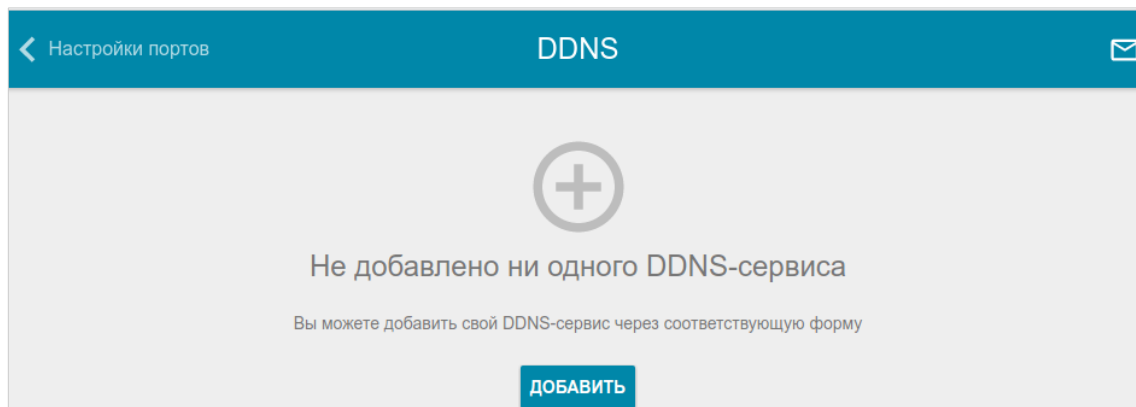 Настройки портов
DDNS
Не добавлено ни одного DDNS-сервиса
Вы можете добавить свой DDNS-сервис через соответствующую форму
ДОБАВИТЬ